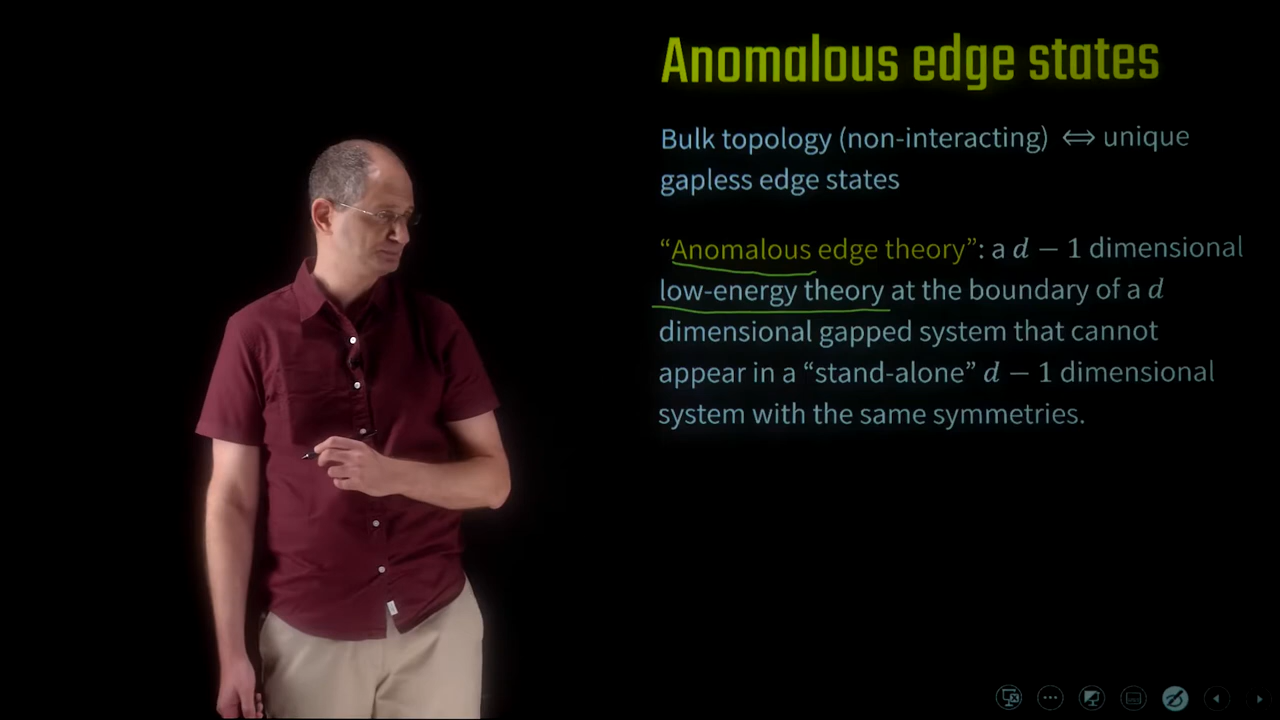 Anomalous edge states
Bulk topology (non-interacting) ⟺ unique
gapless edge states
“Anomalous edge theory”: a d − 1 dimensional
low-energy theory at the boundary of a d
dimensional gapped system that cannot
appear in a “stand-alone” d − 1 dimensional
system with the same symmetries.